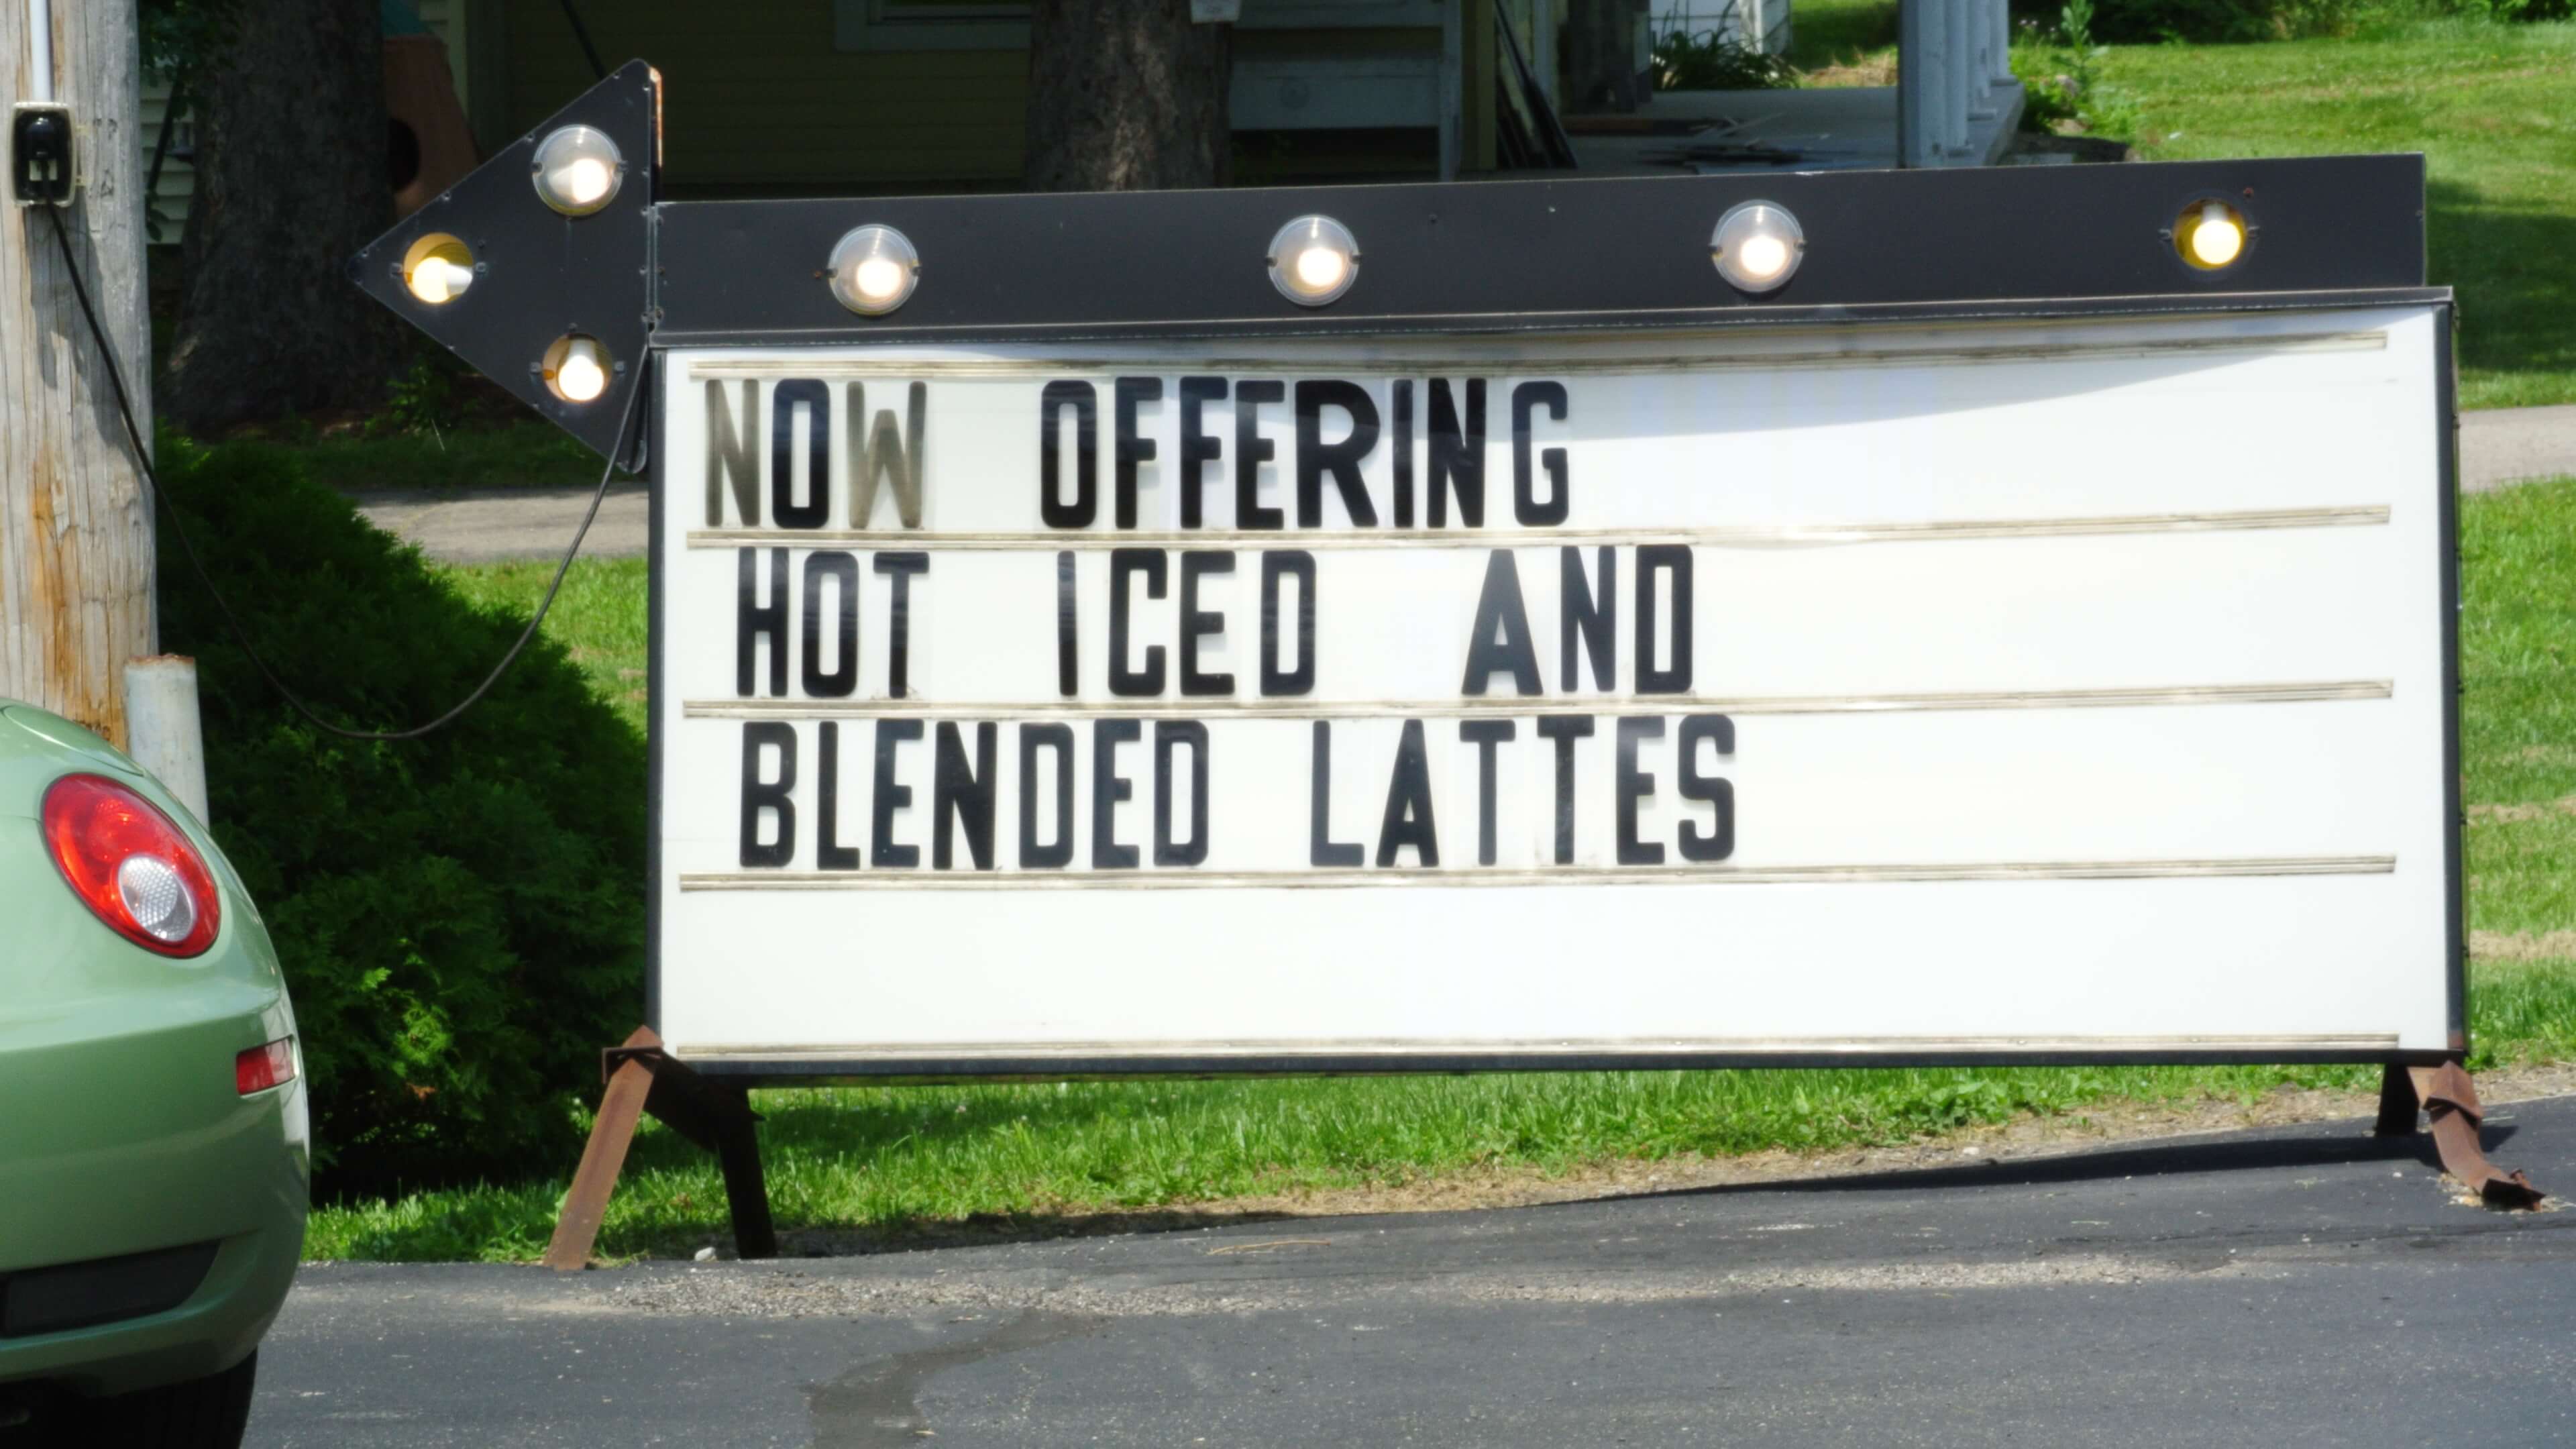 NOW OFFERING
HOT ICED AND
BLENDED LATTES